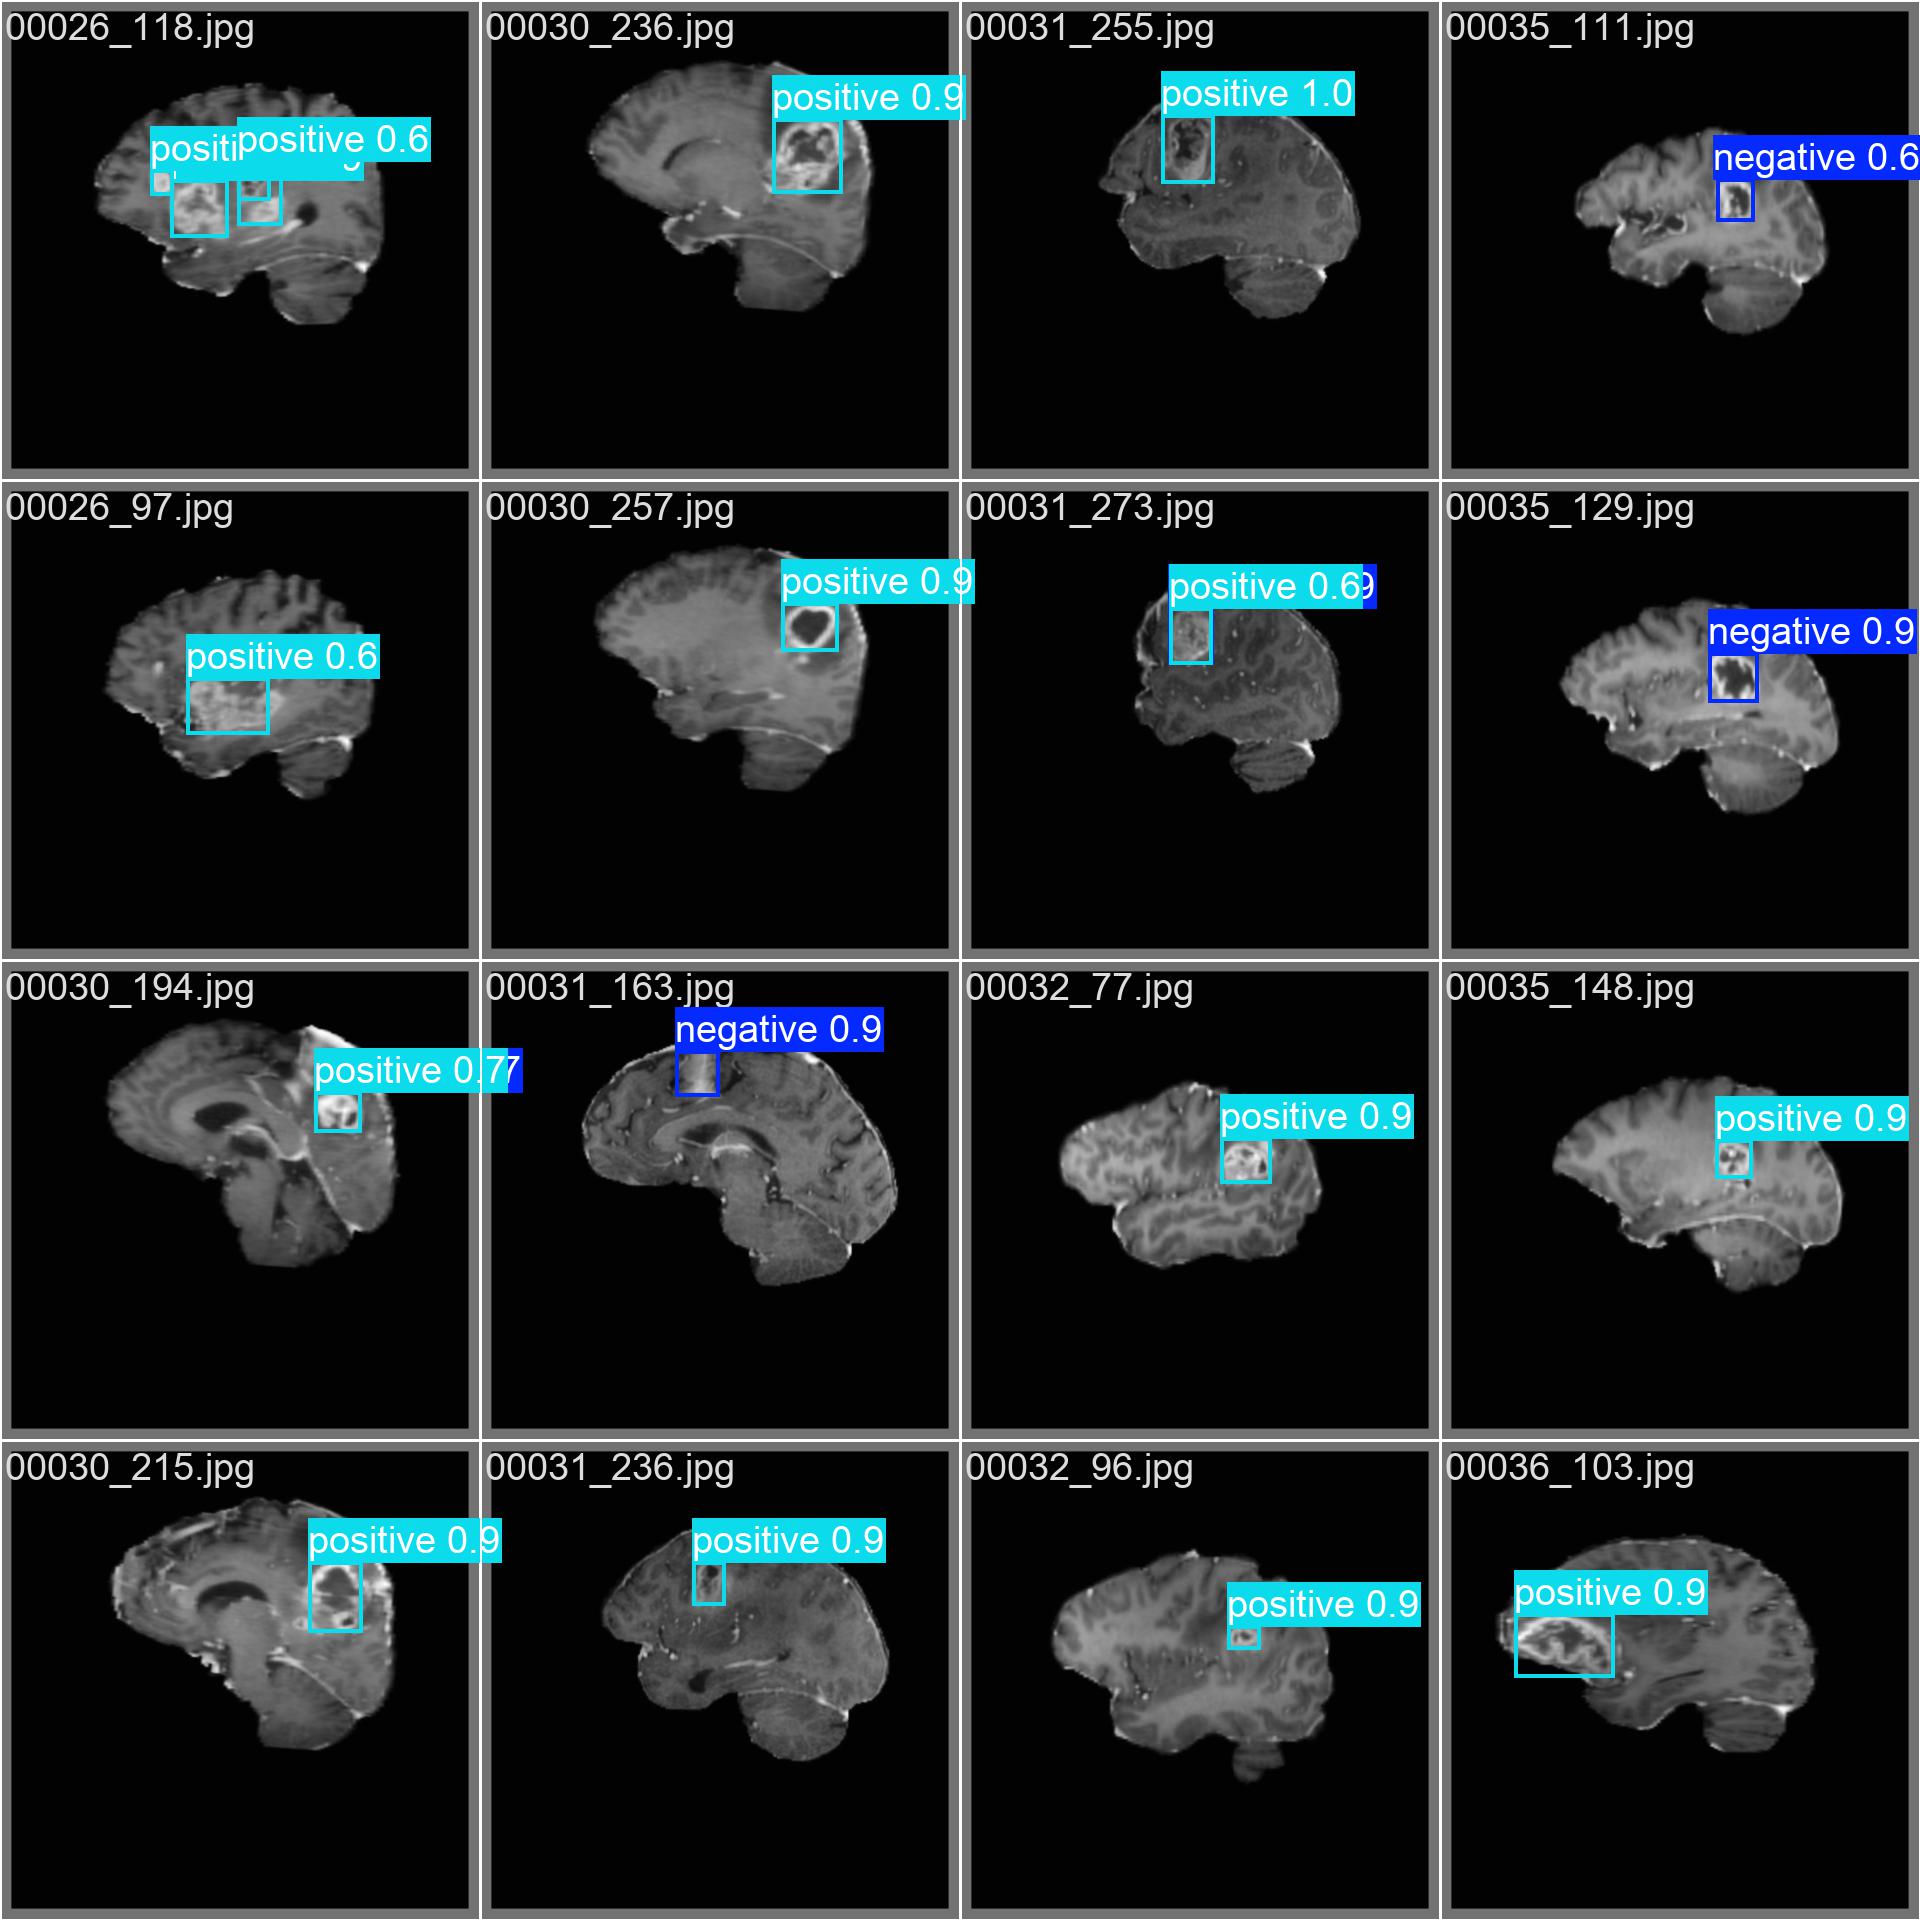 00026_118.jpg
positi
positive 0.6
00030_236.jpg
positive 0.9
00031_255.jpg
positive 1.0
00035_111.jpg
negative 0.6
00026_97.jpg
positive 0.6
00030_257.jpg
positive 0.9
00031_273.jpg
positive 0.69
00035_129.jpg
negative 0.9
00030_194.jpg
positive 0.77
00031_163.jpg
negative 0.9
00032_77.jpg
positive 0.9
00035_148.jpg
positive 0.9
00030_215.jpg
positive 0.9
00031_236.jpg
positive 0.9
00032_96.jpg
positive 0.9
00036_103.jpg
positive 0.9